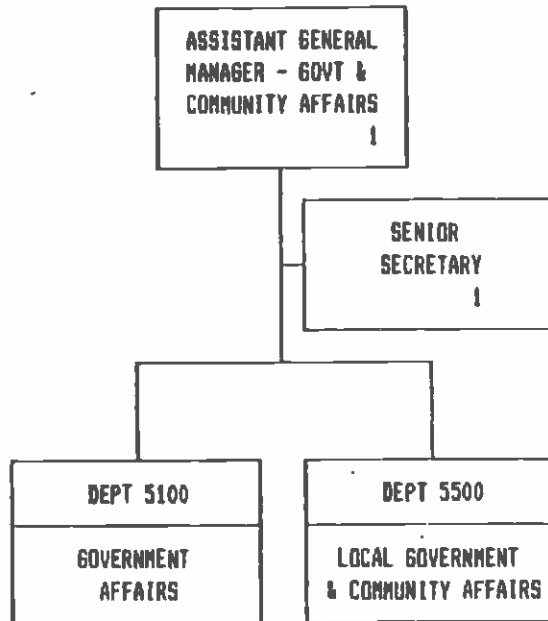 ASSISTANT GENERAL
MANAGER - GOVT &
COMMUNITY AFFAIRS
1
SENIOR
SECRETARY
1
DEPT 5100
GOVERNMENT
AFFAIRS
DEPT 5500
LOCAL GOVERNMENT
& COMMUNITY AFFAIRS